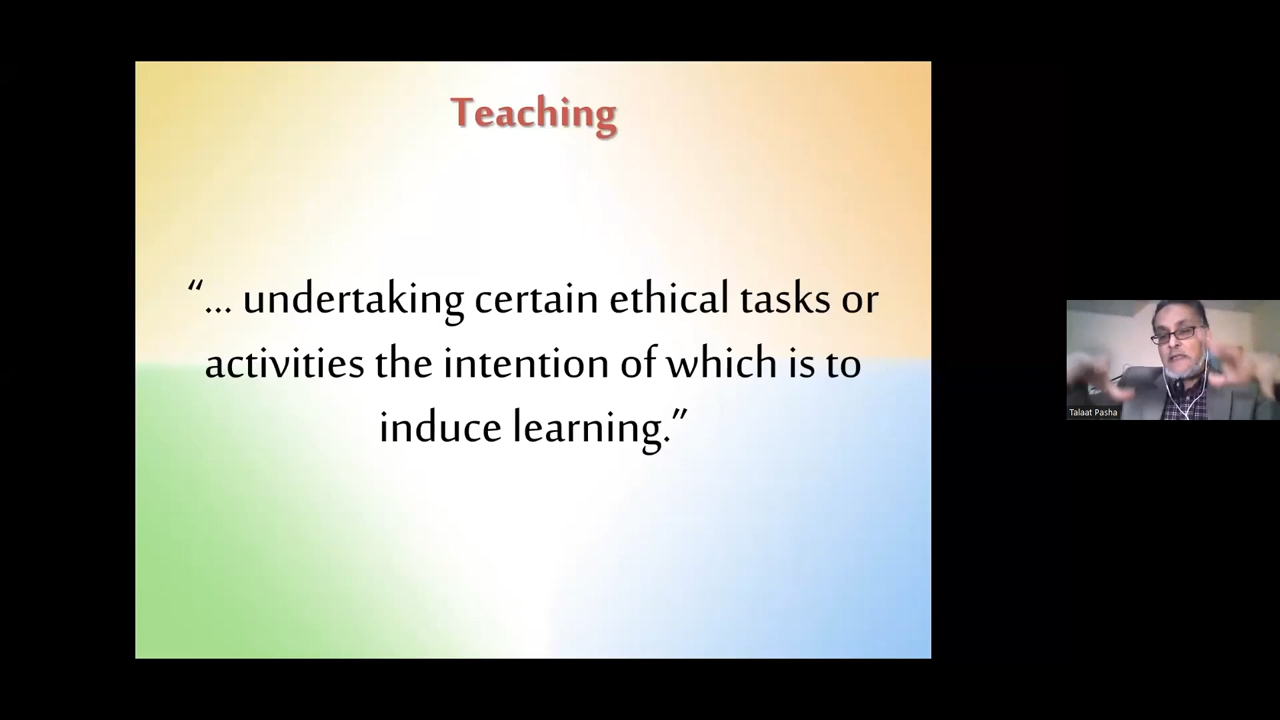 Teaching
“... undertaking certain ethical tasks or
activities the intention of which is to
induce learning.”
Talaat Pasha